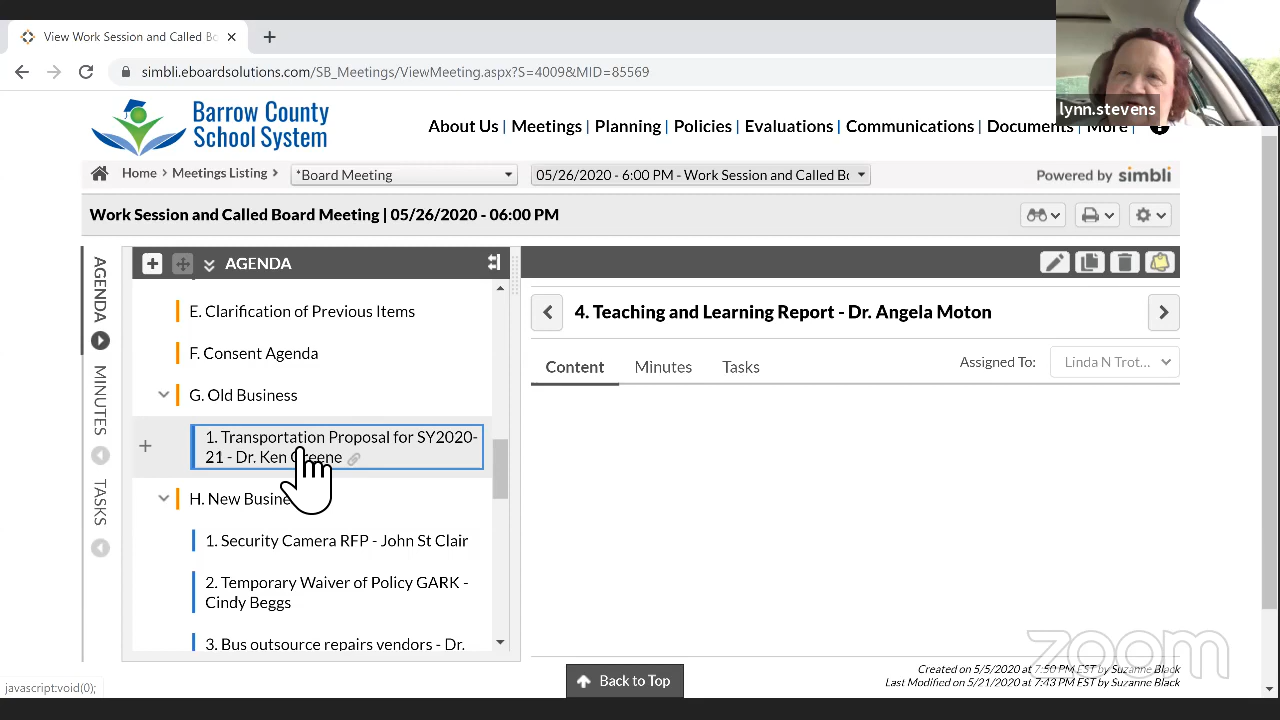 View Work Session and Called Bo
simbli.eboardsolutions.com/SB_Meetings/ViewMeeting.aspx?S=4009&MID=85569
lynn.stevens
Barrow County
School System
About Us | Meetings | Planning | Policies | Evaluations | Communications | Documents | More |
Home > Meetings Listing >
*Board Meeting
05/26/2020 - 6:00 PM - Work Session and Called Bo
Powered by simbli
Work Session and Called Board Meeting | 05/26/2020 - 06:00 PM
AGENDA
MINUTES
TASKS
AGENDA
E. Clarification of Previous Items
F. Consent Agenda
G. Old Business
1. Transportation Proposal for SY2020-
21 - Dr. Ken Greene
H. New Busine
1. Security Camera RFP - John St Clair
2. Temporary Waiver of Policy GARK -
Cindy Beggs
3. Bus outsource repairs vendors - Dr.
4. Teaching and Learning Report - Dr. Angela Moton
Content Minutes Tasks
Assigned To: Linda N Trot...
Created on 5/5/2020 at 7:50 PM EST by Suzanne Black
Last Modified on 5/21/2020 at 7:43 PM EST by Suzanne Black
Back to Top
javascript:void(0);
zoom